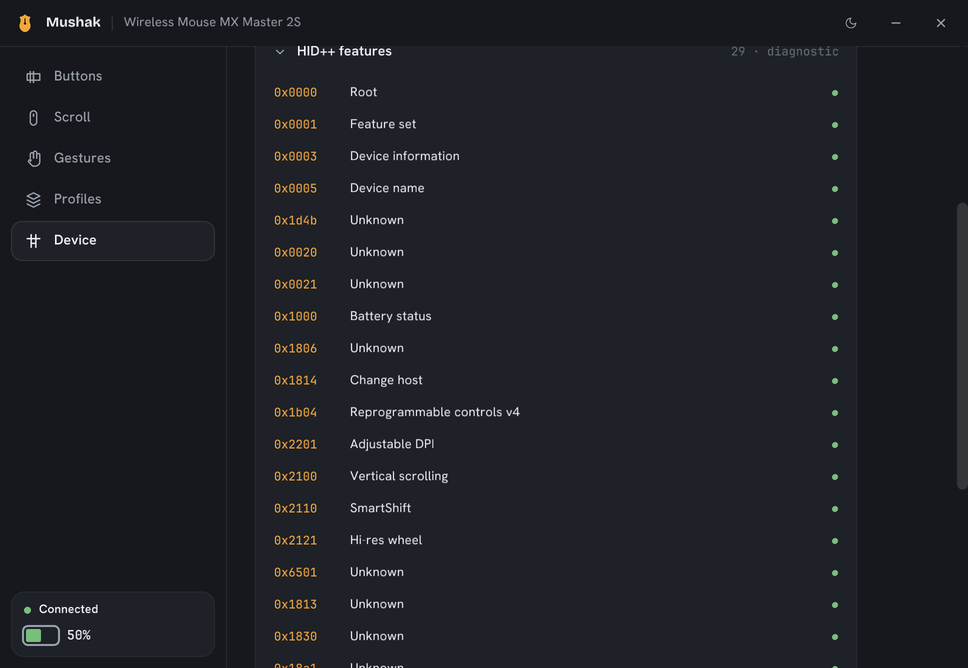 Mushak
Wireless Mouse MX Master 2S
Buttons
Scroll
Gestures
Profiles
Device
Connected
50%
HID++ features
29 · diagnostic
0x0000 Root
0x0001 Feature set
0x0003 Device information
0x0005 Device name
0x1d4b Unknown
0x0020 Unknown
0x0021 Unknown
0x1000 Battery status
0x1806 Unknown
0x1814 Change host
0x1b04 Reprogrammable controls v4
0x2201 Adjustable DPI
0x2100 Vertical scrolling
0x2110 SmartShift
0x2121 Hi-res wheel
0x6501 Unknown
0x1813 Unknown
0x1830 Unknown
Unknown